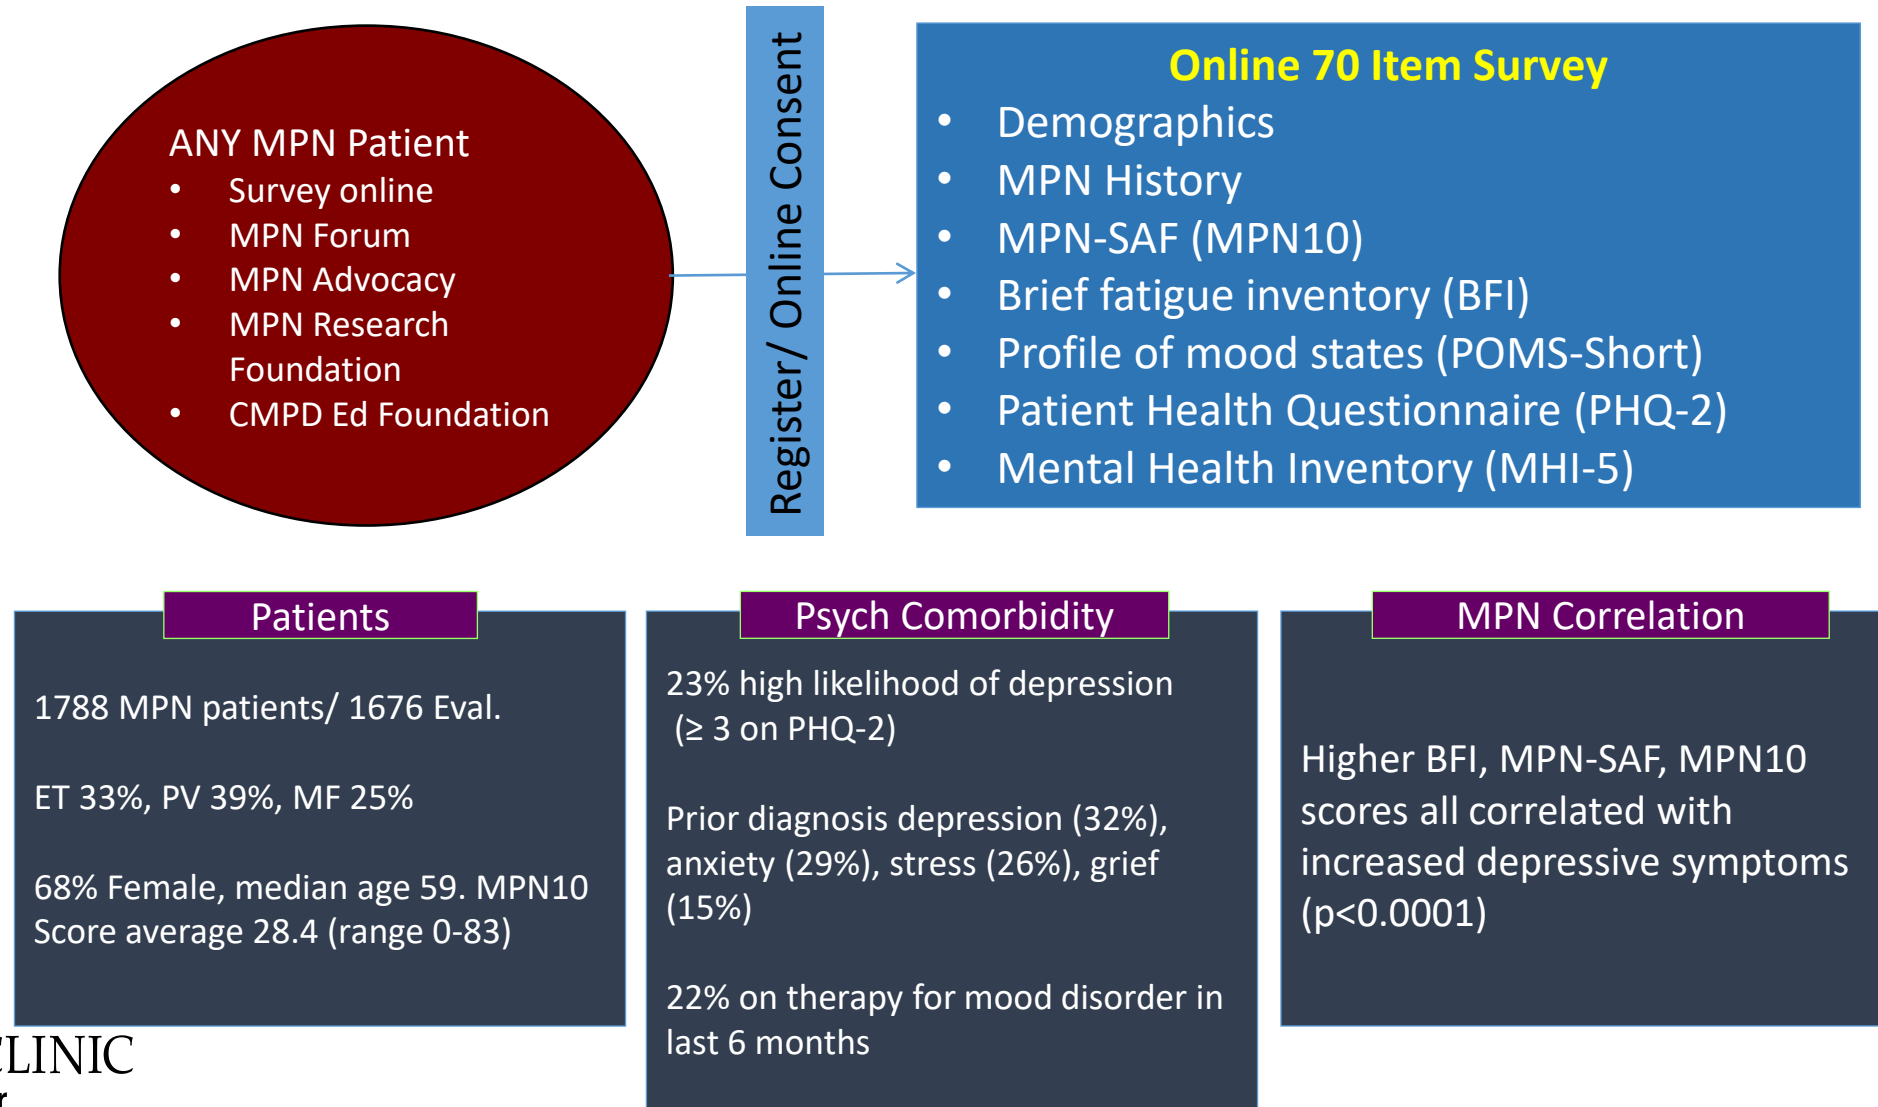 ANY MPN Patient
• Survey online
• MPN Forum
• MPN Advocacy
• MPN Research
Foundation
• CMPD Ed Foundation
Register/ Online Consent
Online 70 Item Survey
• Demographics
• MPN History
• MPN-SAF (MPN10)
• Brief fatigue inventory (BFI)
• Profile of mood states (POMS-Short)
• Patient Health Questionnaire (PHQ-2)
• Mental Health Inventory (MHI-5)
Patients
1788 MPN patients/ 1676 Eval.
ET 33%, PV 39%, MF 25%
68% Female, median age 59. MPN10
Score average 28.4 (range 0-83)
Psych Comorbidity
23% high likelihood of depression
(≥ 3 on PHQ-2)
Prior diagnosis depression (32%),
anxiety (29%), stress (26%), grief
(15%)
22% on therapy for mood disorder in
last 6 months
MPN Correlation
Higher BFI, MPN-SAF, MPN10
scores all correlated with
increased depressive symptoms
(p<0.0001)
CLINIC
r